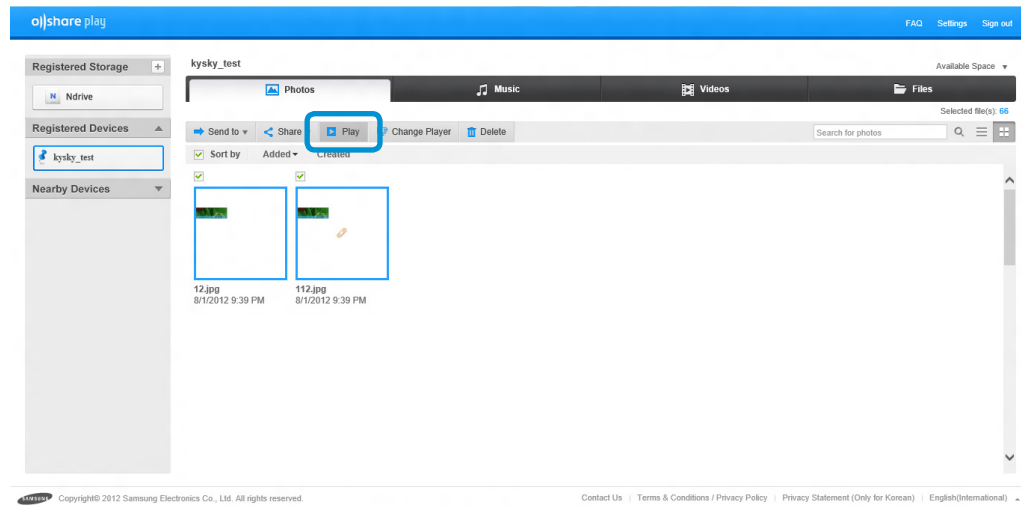 allshare play
FAQ Settings Sign out
Registered Storage +
Ndrive
Registered Devices
kysky_test
Nearby Devices
kysky_test
Available Space
Photos Music Videos Files
Selected file(s): 66
Send to Share Play Change Player Delete
Search for photos
Sort by Added Created
12.jpg
8/1/2012 9:39 PM
112.jpg
8/1/2012 9:39 PM
SAMSUNG Copyright© 2012 Samsung Electronics Co., Ltd. All rights reserved.
Contact Us | Terms & Conditions / Privacy Policy | Privacy Statement (Only for Korean) | English(International)